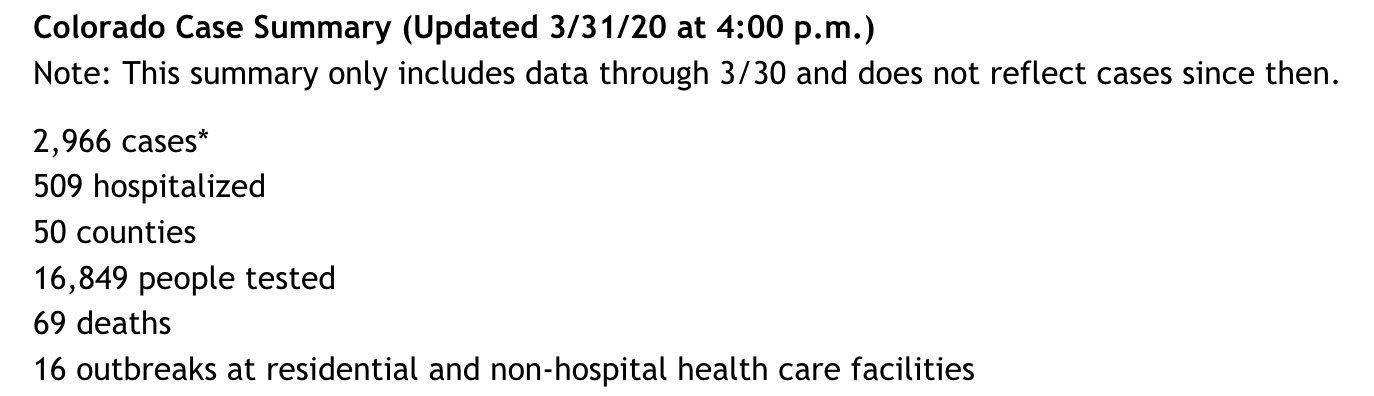 Colorado Case Summary (Updated 3/31/20 at 4:00 p.m.)
Note: This summary only includes data through 3/30 and does not reflect cases since then.
2,966 cases*
509 hospitalized
50 counties
16,849 people tested
69 deaths
16 outbreaks at residential and non-hospital health care facilities